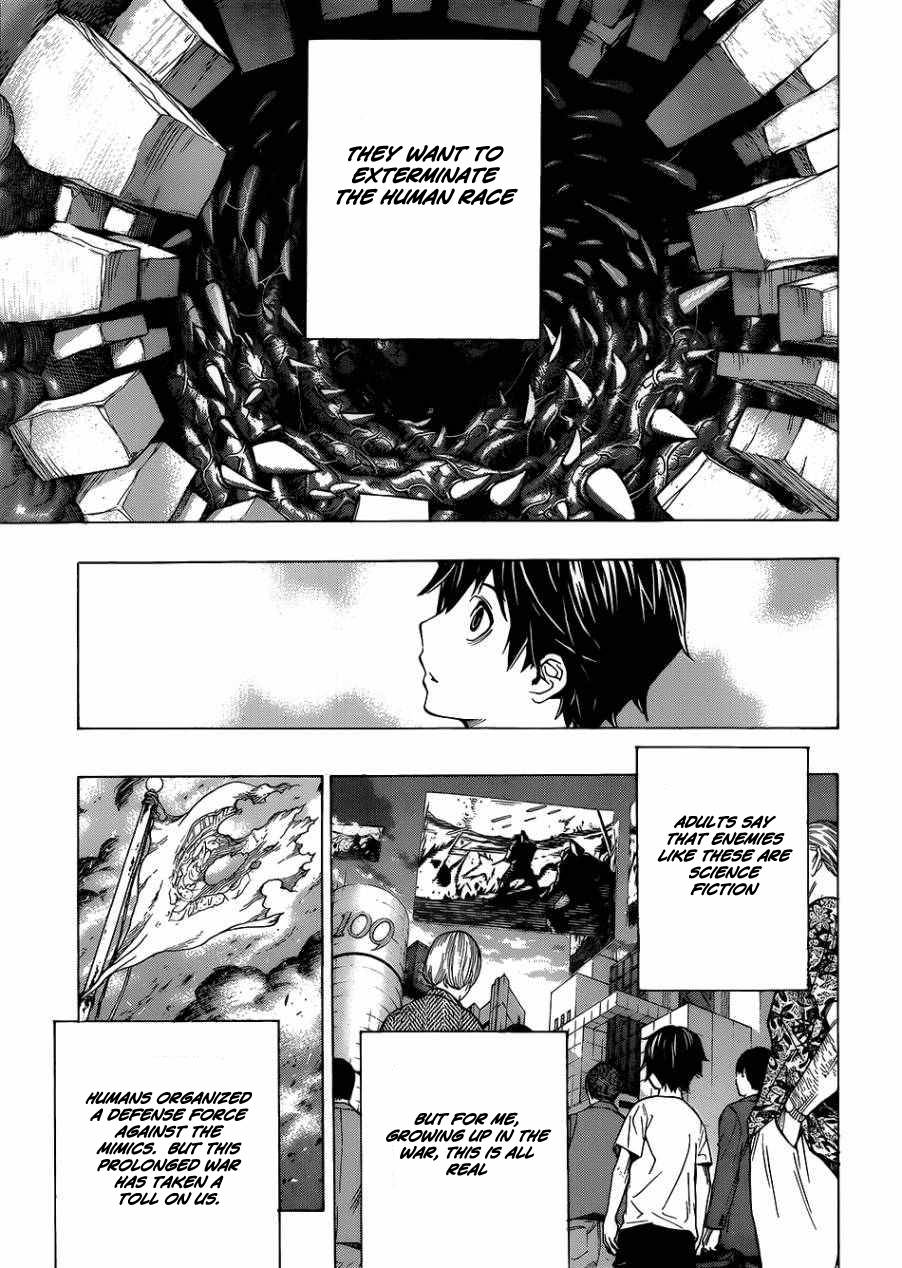 THEY WANT TO
EXTERMINATE
THE HUMAN RACE
ADULTS SAY
THAT ENEMIES
LIKE THESE ARE
SCIENCE
FICTION
109
BUT FOR ME,
GROWING UP IN THE
WAR, THIS IS ALL
REAL
HUMANS ORGANIZED
A DEFENSE FORCE
AGAINST THE
MIMICS. BUT THIS
PROLONGED WAR
HAS TAKEN A
TOLL ON US.